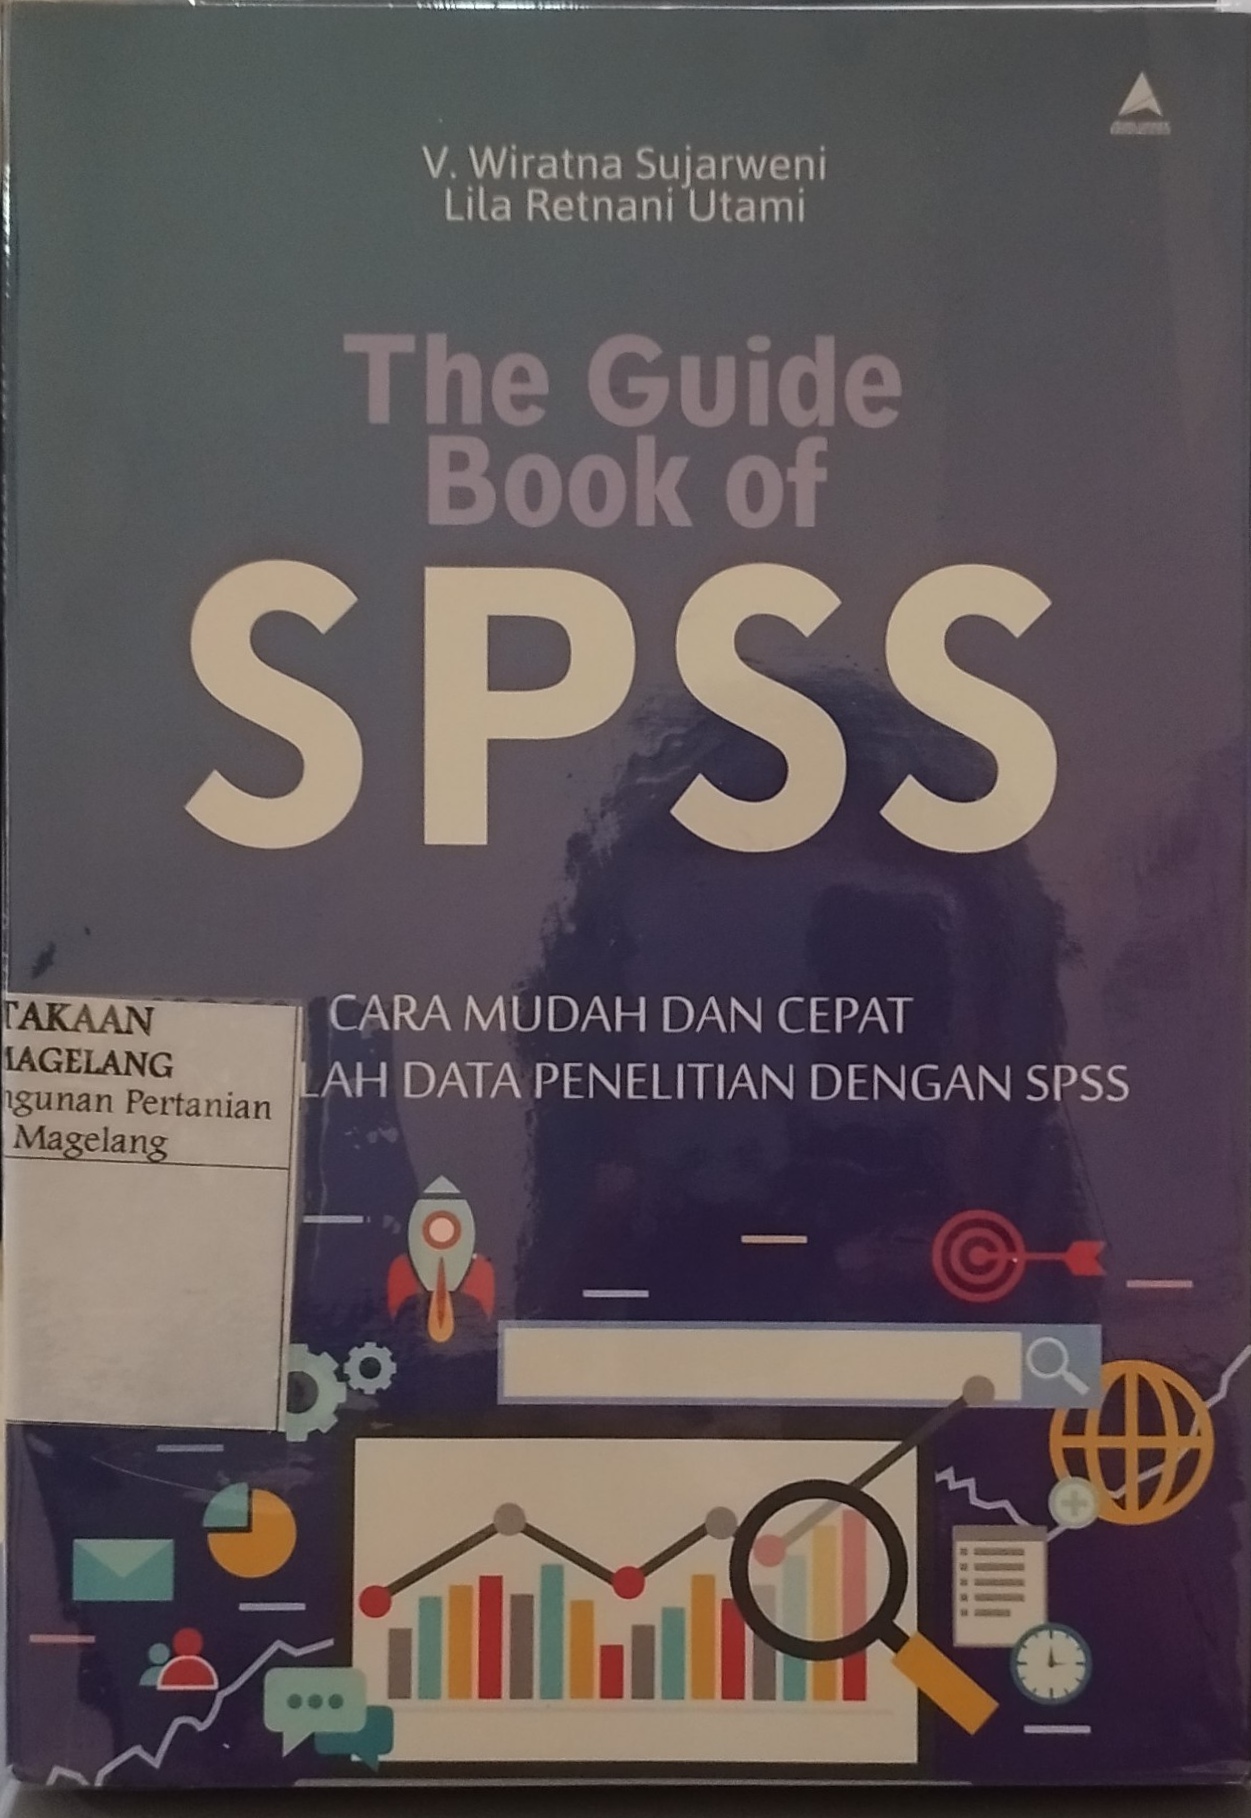 V. Wiratna Sujarweni
Lila Retnani Utami
The Guide
Book of
SPSS
CARA MUDAH DAN CEPAT
LAH DATA PENELITIAN DENGAN SPSS
TAKAAN
MAGELANG
ngunan Pertanian
Magelang